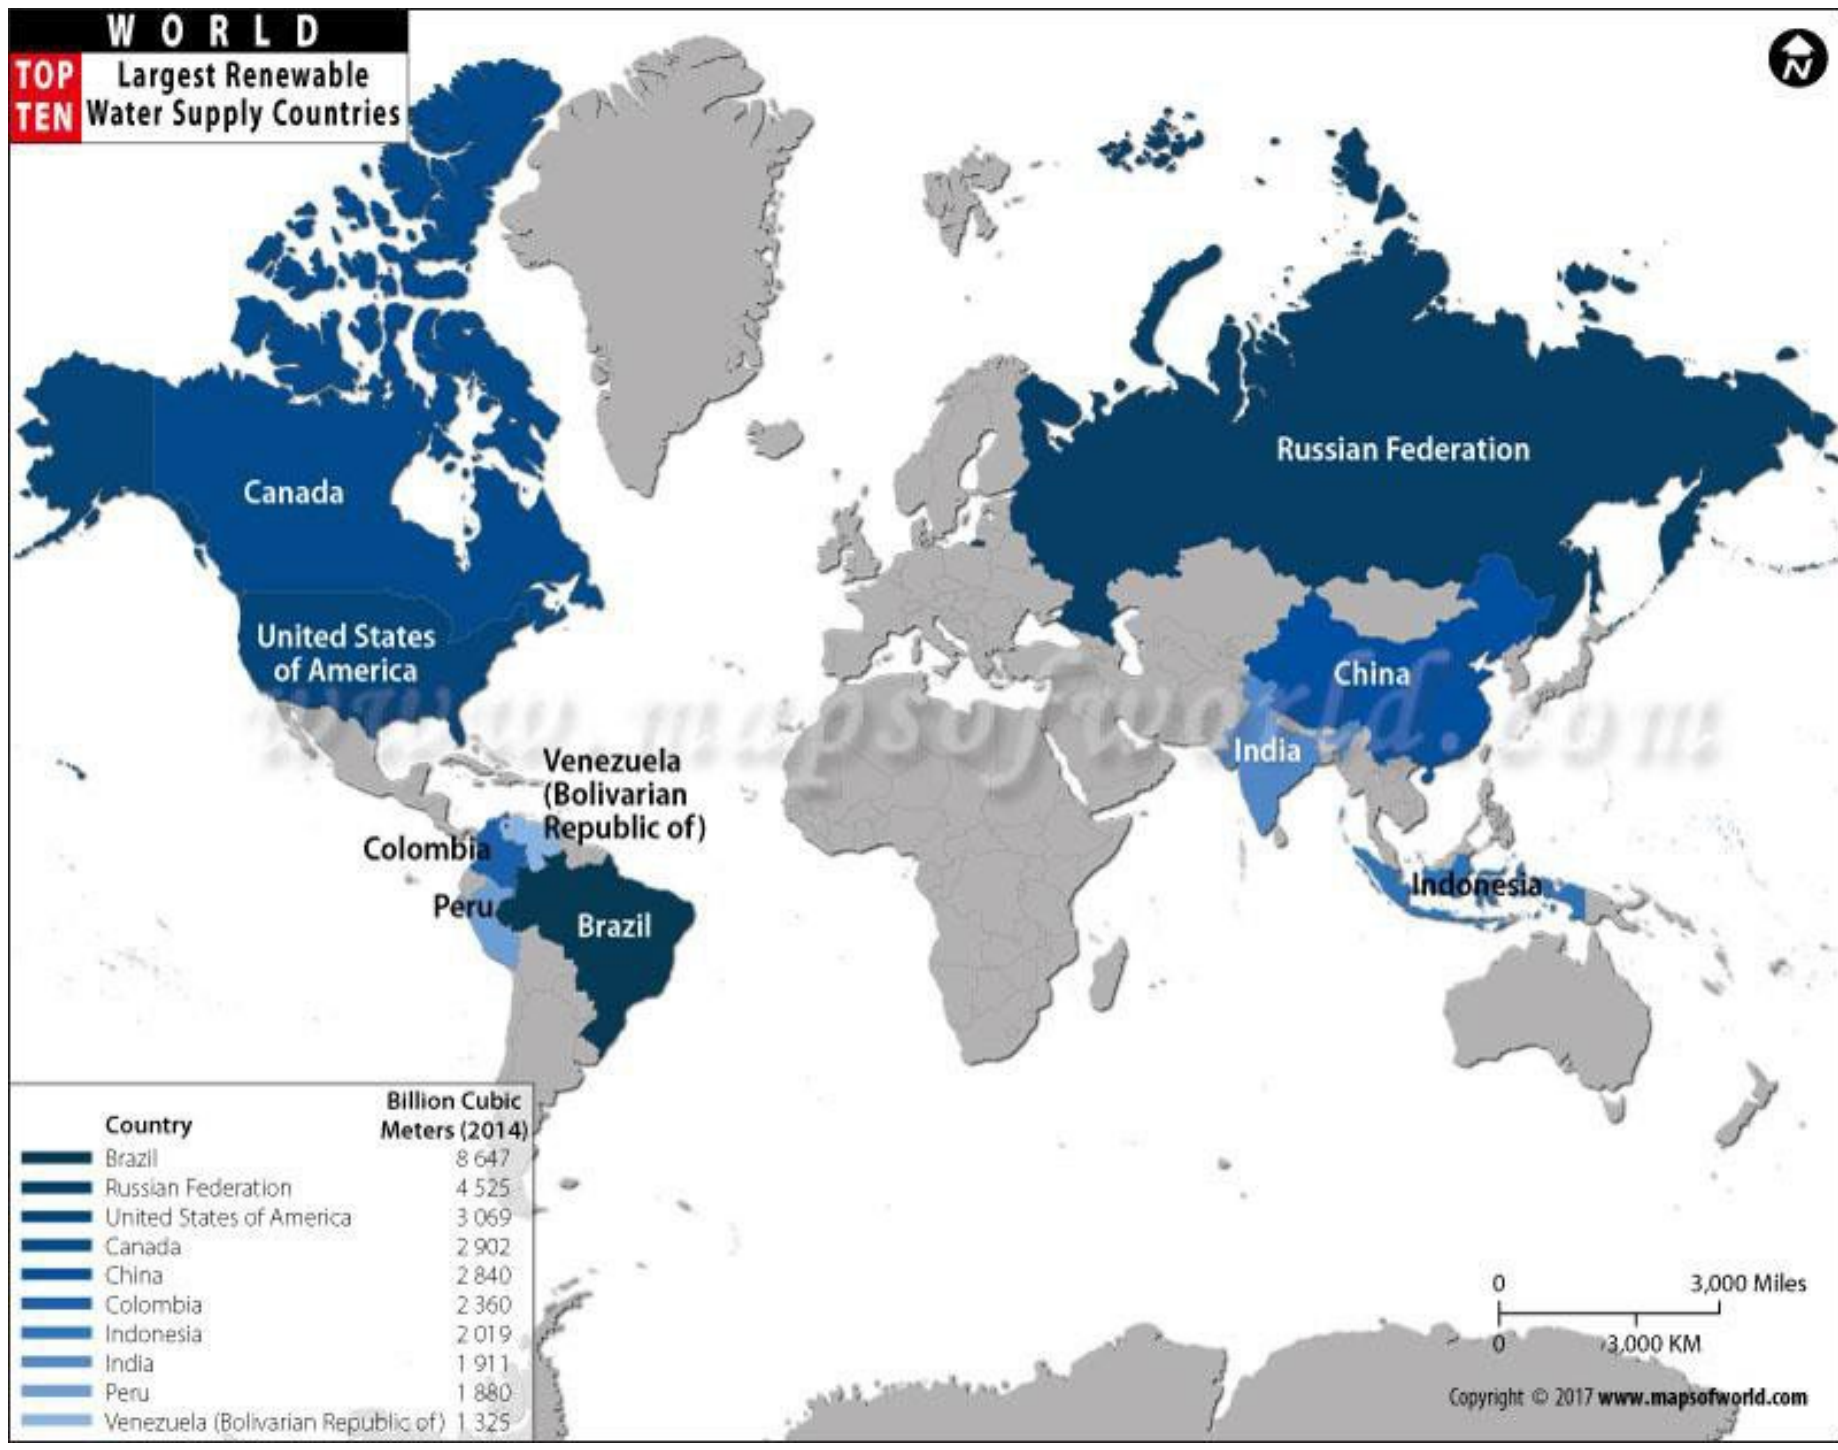 WORLD
TOP TEN
Largest Renewable
Water Supply Countries
N
Canada
Russian Federation
United States
of America
China
www.mapsofworld.com
India
Venezuela
(Bolivarian
Republic of)
Colombia
Indonesia
Peru
Brazil
Country Billion Cubic
Meters (2014)
Brazil 8 647
Russian Federation 4 525
United States of America 3 069
Canada 2 902
China 2 840
Colombia 2 360
Indonesia 2 019
India 1 911
Peru 1 880
Venezuela (Bolivarian Republic of) 1 325
0 3,000 Miles
0 3,000 KM
Copyright © 2017 www.mapsofworld.com